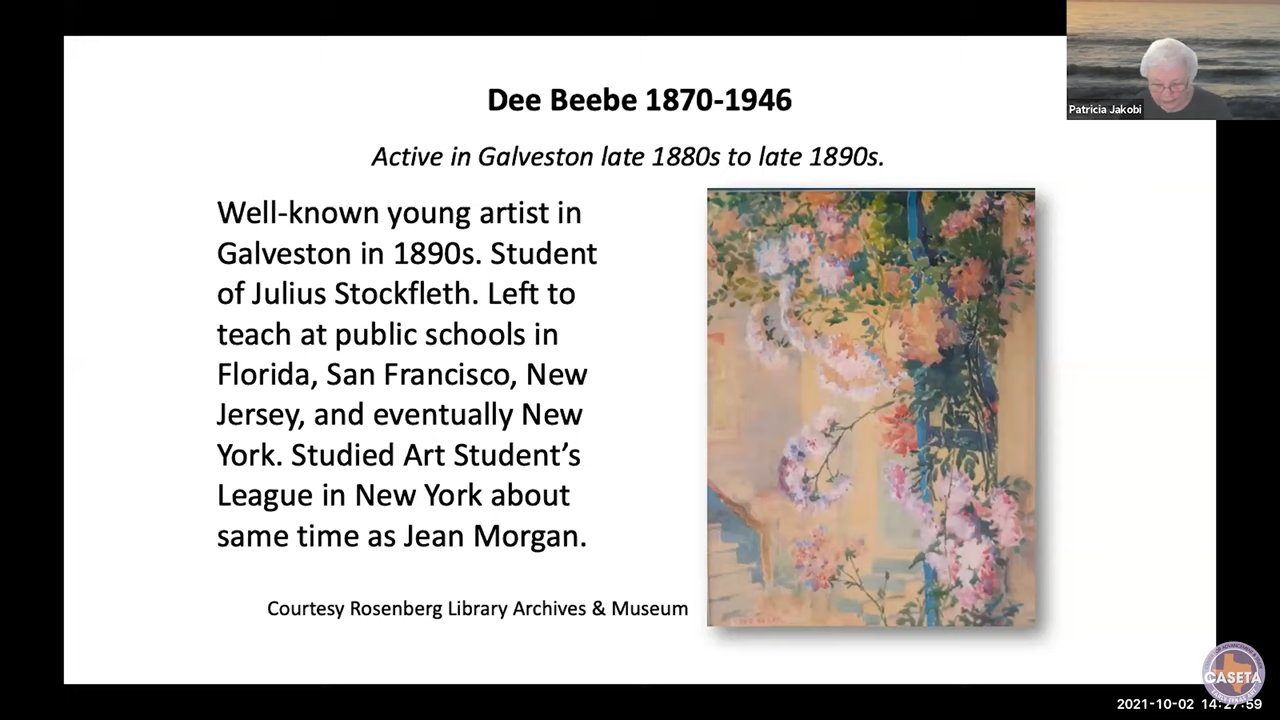 Dee Beebe 1870-1946
Active in Galveston late 1880s to late 1890s.
Well-known young artist in
Galveston in 1890s. Student
of Julius Stockfleth. Left to
teach at public schools in
Florida, San Francisco, New
Jersey, and eventually New
York. Studied Art Student’s
League in New York about
same time as Jean Morgan.
Courtesy Rosenberg Library Archives & Museum
Patricia Jakobi
CASETA
2021-10-02 14:27:59